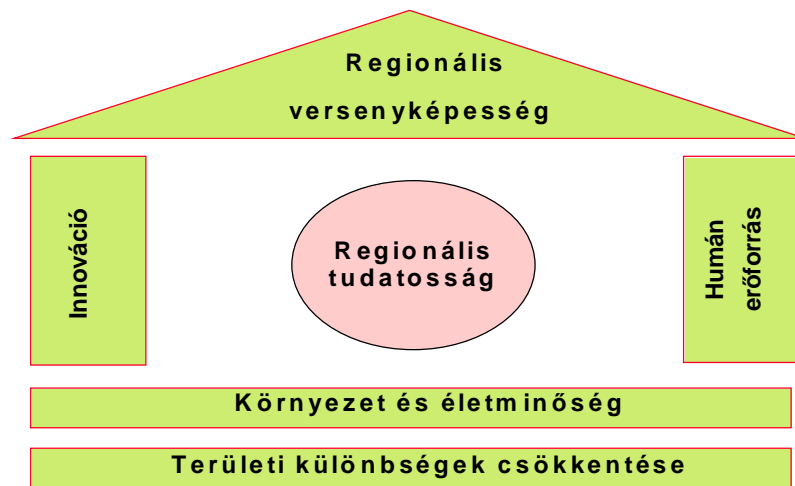 Regionális
versenyképesség
Innováció
Regionális
tudatosság
Humán
erőforrás
Környezet és életminőség
Területi különbségek csökkentése